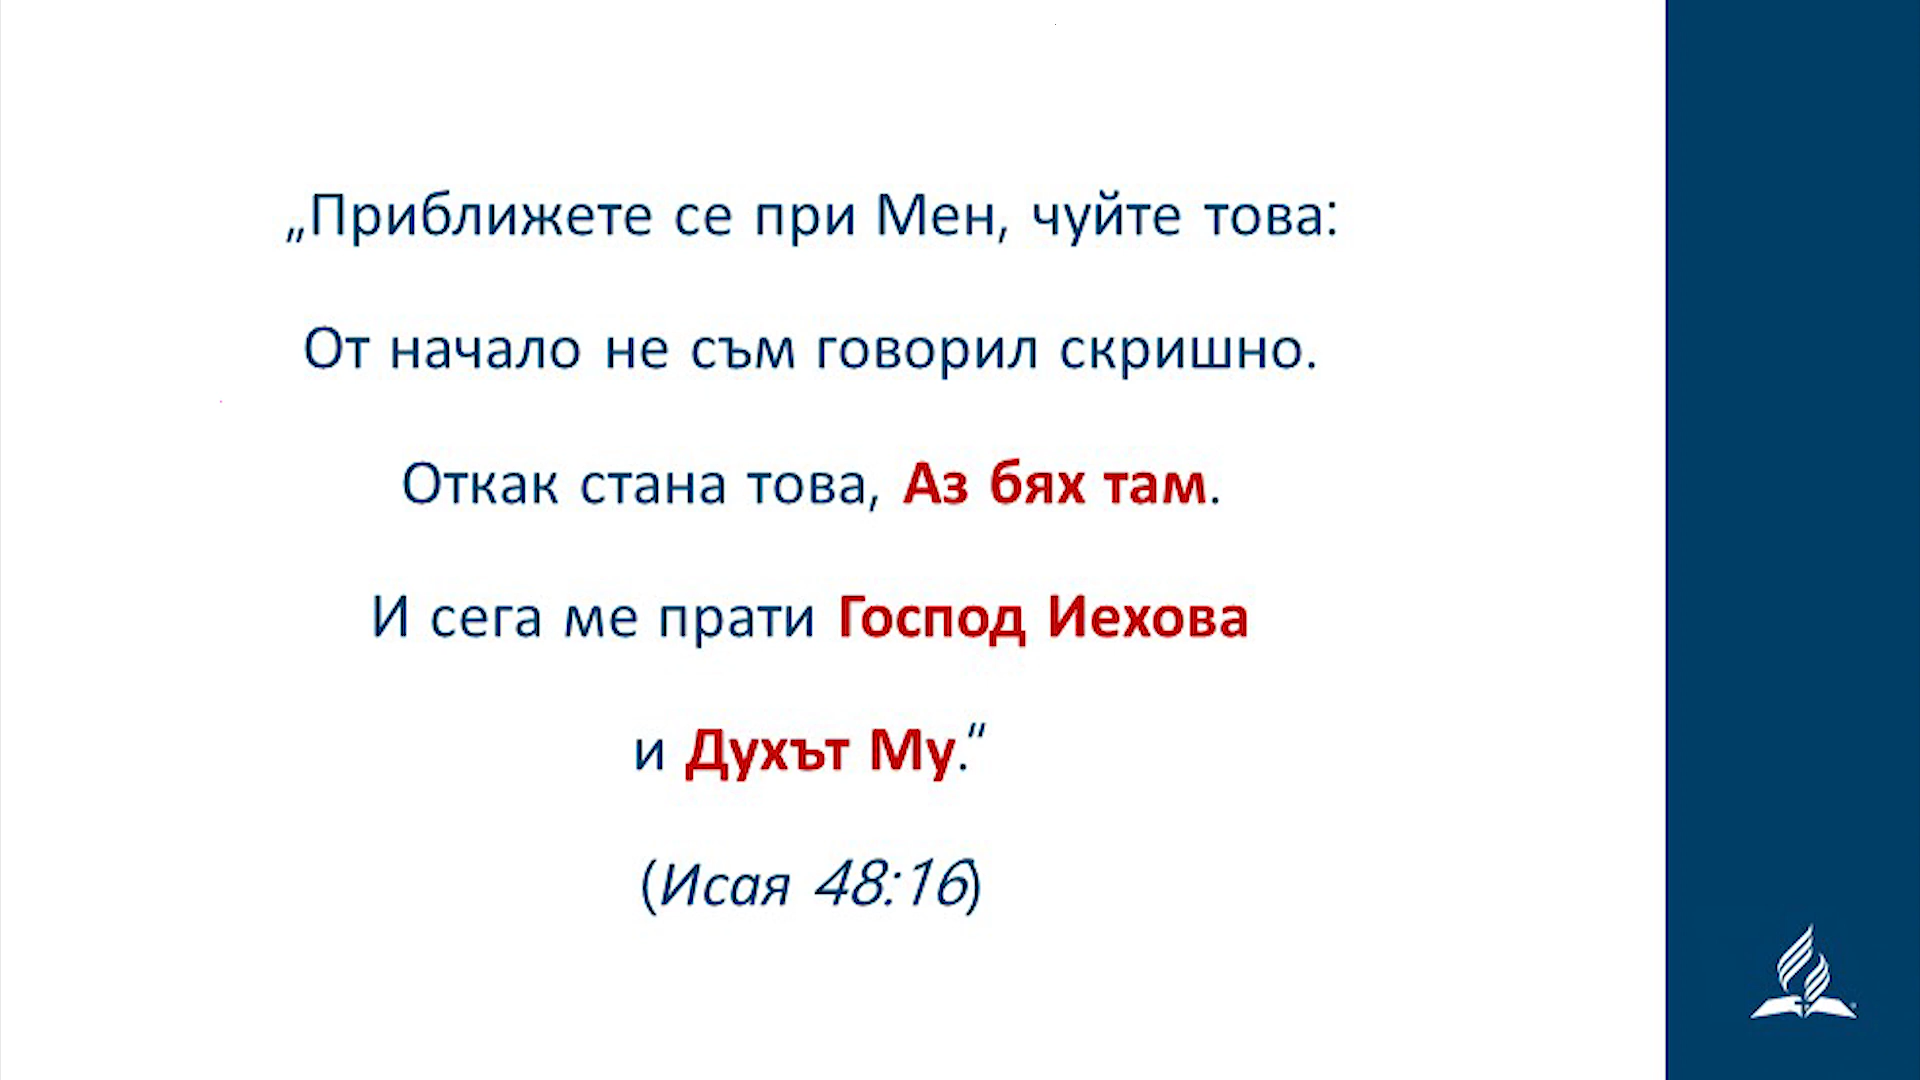 „Приближете се при Мен, чуйте това:
От начало не съм говорил скришно.
Откак стана това, Аз бях там.
И сега ме прати Господ Иехова
и Духът Му.“
(Исая 48:16)